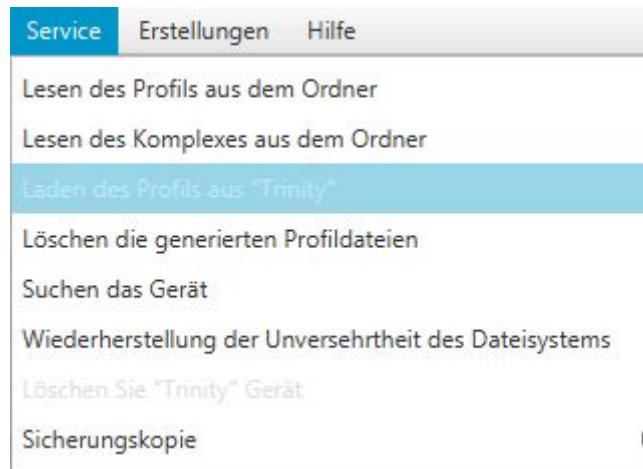 Service Erstellungen Hilfe
Lesen des Profils aus dem Ordner
Lesen des Komplexes aus dem Ordner
Laden des Profils aus "Trinity"
Löschen die generierten Profildateien
Suchen das Gerät
Wiederherstellung der Unversehrtheit des Dateisystems
Löschen Sie "Trinity" Gerät
Sicherungskopie